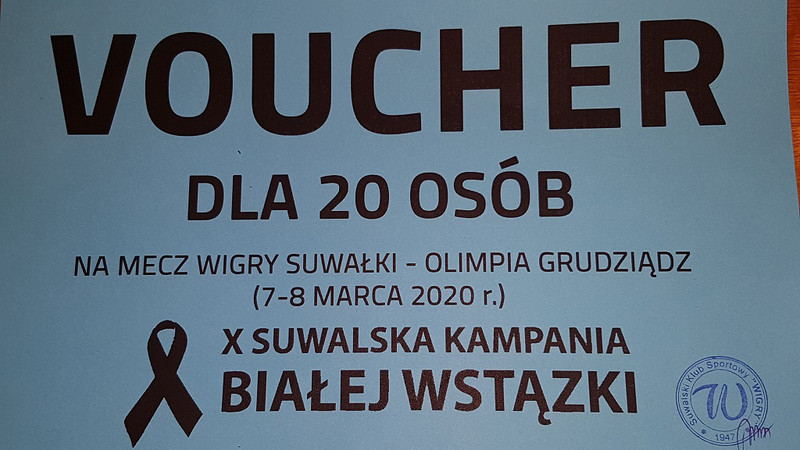 VOUCHER
DLA 20 OSÓB
NA MECZ WIGRY SUWAŁKI - OLIMPIA GRUDZIĄDZ
(7-8 MARCA 2020 r.)
X SUWALSKA KAMPANIA
BIAŁEJ WSTĄZKI
Suwalski Klub Sportowy "WIGRY"
W
1947